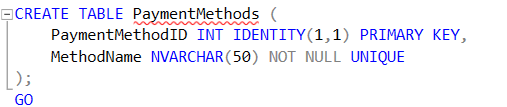 CREATE TABLE PaymentMethods (
    PaymentMethodID INT IDENTITY(1,1) PRIMARY KEY,
    MethodName NVARCHAR(50) NOT NULL UNIQUE
);
GO